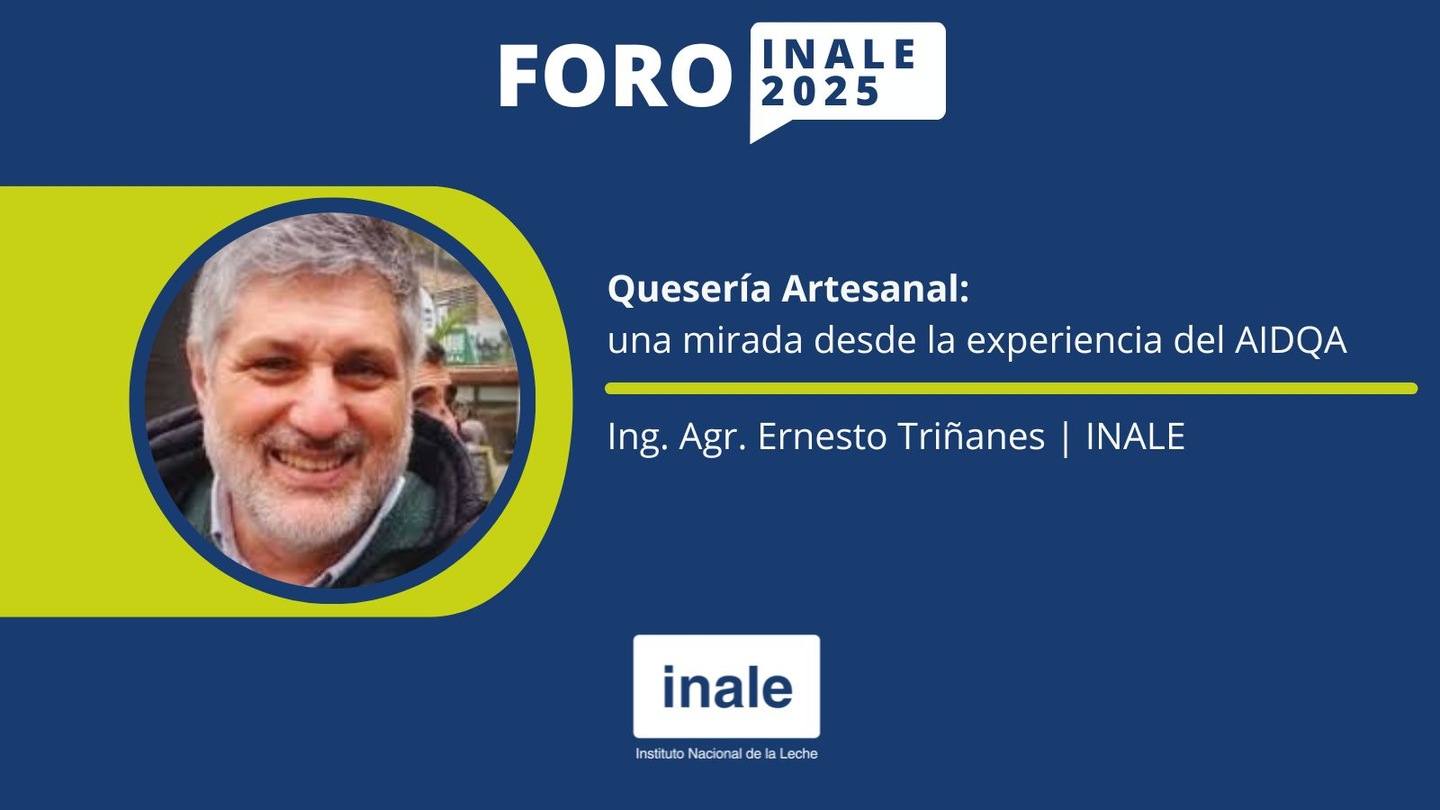 FORO
INALE
2025
Quesería Artesanal:
una mirada desde la experiencia del AIDQA
Ing. Agr. Ernesto Triñanes | INALE
inale
Instituto Nacional de la Leche